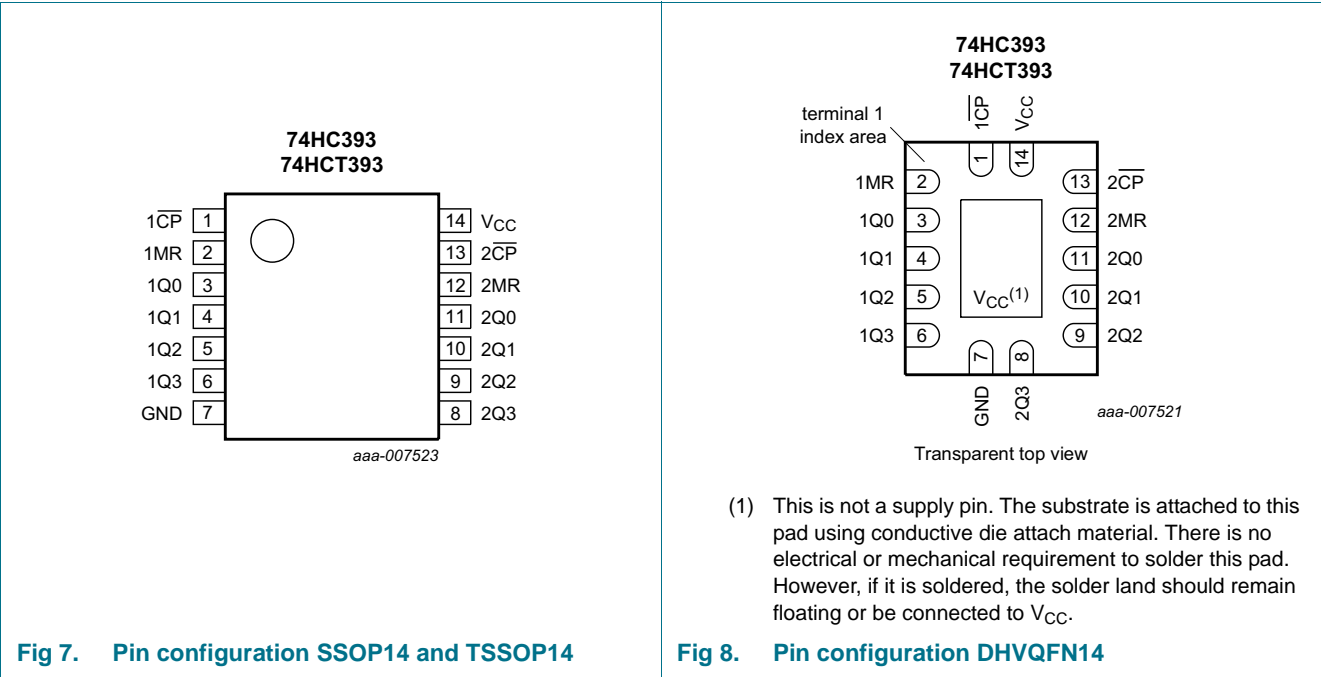 74HC393
74HCT393
1C̅P̅ 1
1MR 2
1Q0 3
1Q1 4
1Q2 5
1Q3 6
GND 7
14 VCC
13 2C̅P̅
12 2MR
11 2Q0
10 2Q1
9 2Q2
8 2Q3
aaa-007523
Fig 7. Pin configuration SSOP14 and TSSOP14
74HC393
74HCT393
terminal 1
index area
1̅C̅P̅ 1
VCC 14
1MR 2
1Q0 3
1Q1 4
1Q2 5
1Q3 6
13 2C̅P̅
12 2MR
11 2Q0
10 2Q1
9 2Q2
VCC(1)
7 GND
8 2Q3
aaa-007521
Transparent top view
(1) This is not a supply pin. The substrate is attached to this
pad using conductive die attach material. There is no
electrical or mechanical requirement to solder this pad.
However, if it is soldered, the solder land should remain
floating or be connected to VCC.
Fig 8. Pin configuration DHVQFN14